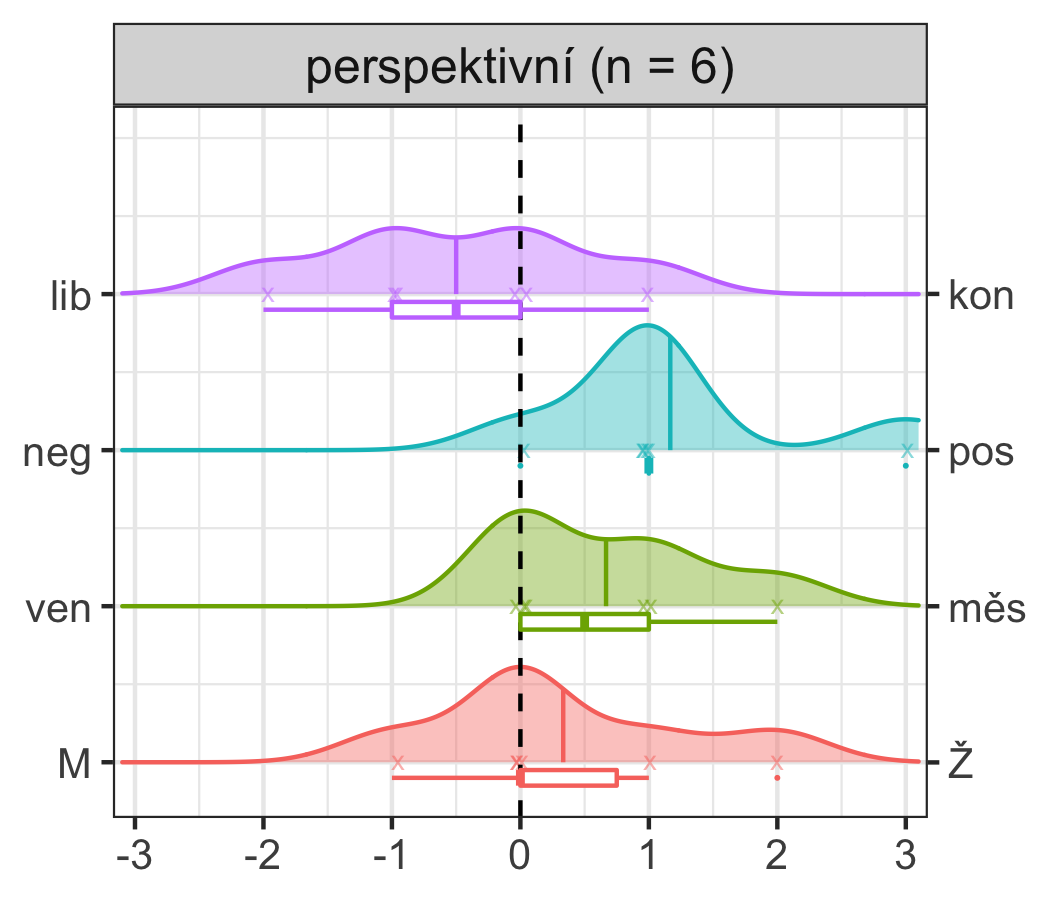 perspektivní (n = 6)
lib kon
neg pos
ven měs
M Ž
-3 -2 -1 0 1 2 3